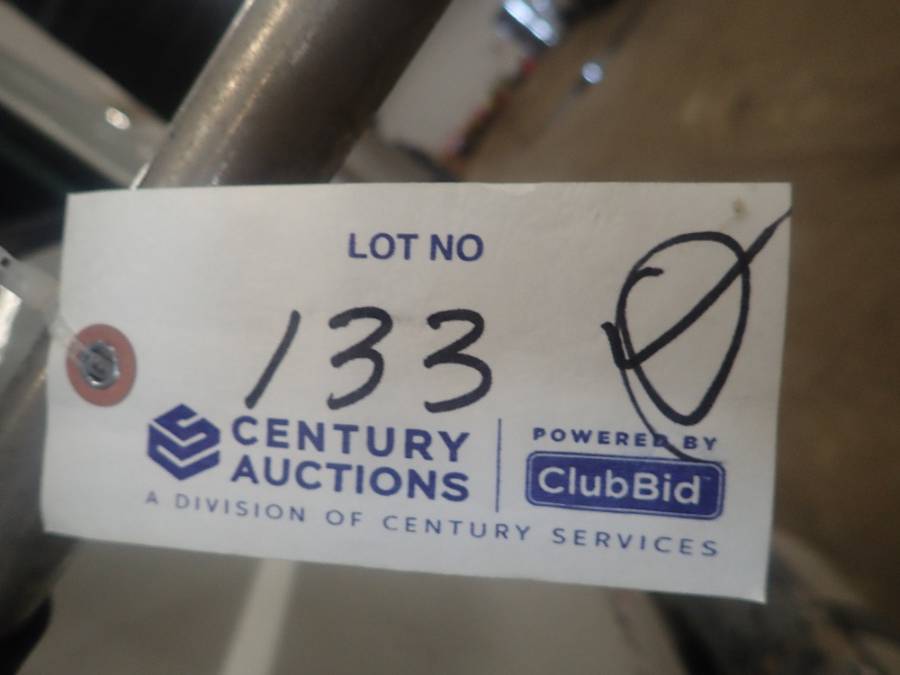 LOT NO
133
CENTURY
AUCTIONS
POWERED BY
ClubBid
A DIVISION OF CENTURY SERVICES